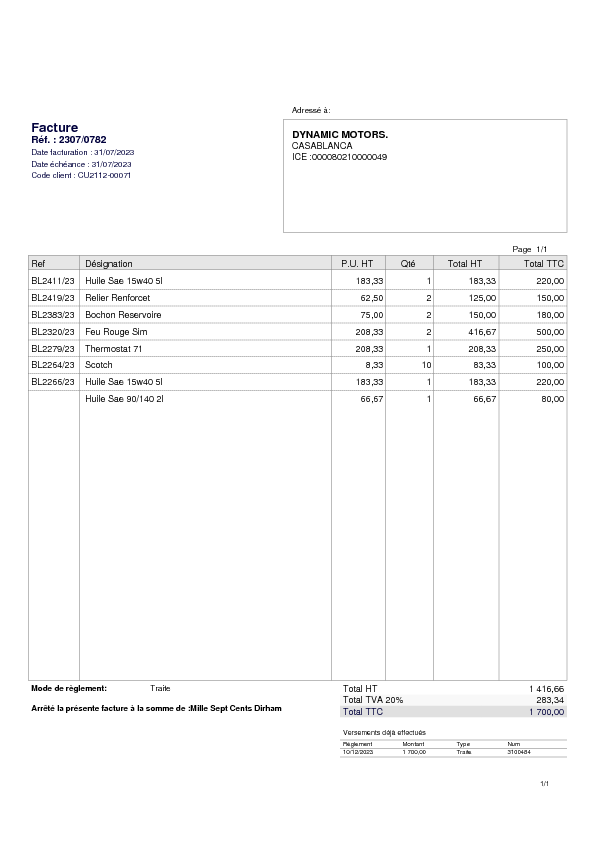 Adressé à:
Facture
Réf. : 2307/0782
Date facturation : 31/07/2023
Date échéance : 31/07/2023
Code client : CU2112-00071
DYNAMIC MOTORS.
CASABLANCA
ICE :000080210000049
Page 1/1
Ref Désignation P.U. HT Qté Total HT Total TTC
BL2411/23 Huile Sae 15w40 5l 183,33 1 183,33 220,00
BL2419/23 Relier Renforcet 62,50 2 125,00 150,00
BL2383/23 Bochon Reservoire 75,00 2 150,00 180,00
BL2320/23 Feu Rouge Sim 208,33 2 416,67 500,00
BL2279/23 Thermostat 71 208,33 1 208,33 250,00
BL2264/23 Scotch 8,33 10 83,33 100,00
BL2266/23 Huile Sae 15w40 5l 183,33 1 183,33 220,00
Huile Sae 90/140 2l 66,67 1 66,67 80,00
Mode de règlement: Traite
Arrêté la présente facture à la somme de :Mille Sept Cents Dirham
Total HT 1 416,66
Total TVA 20% 283,34
Total TTC 1 700,00
Versements déjà effectués
Règlement Montant Type Num
10/12/2023 1 700,00 Traite 3100484
1/1